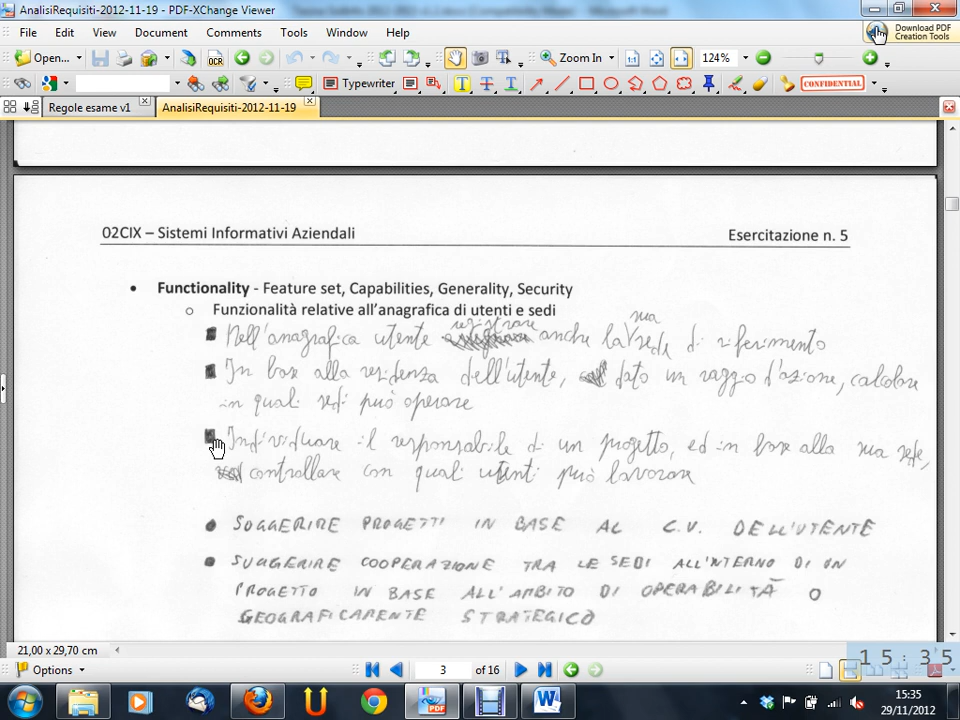 AnalisiRequisiti-2012-11-19 - PDF-XChange Viewer
File Edit View Document Comments Tools Window Help
Download PDF Creation Tools
Open... OCR Zoom In 124%
Typewriter CONFIDENTIAL
Regole esame v1 AnalisiRequisiti-2012-11-19
02CIX – Sistemi Informativi Aziendali Esercitazione n. 5
• Functionality - Feature set, Capabilities, Generality, Security
o Funzionalità relative all'anagrafica di utenti e sedi
Nell'anagrafica utente registrare anche la sua sede di riferimento
In base alla residenza dell'utente, dato un raggio d'azione, calcolare
in quali sedi può operare
Individuare il responsabile di un progetto, ed in base alla sua sede,
controllare con quali utenti può lavorare
• SUGGERIRE PROGETTI IN BASE AL C.V. DELL'UTENTE
• SUGGERIRE COOPERAZIONE TRA LE SEDI ALL'INTERNO DI UN
PROGETTO IN BASE ALL'AMBITO DI OPERABILITÀ O
GEOGRAFICAMENTE STRATEGICO
21,00 x 29,70 cm
15:35
Options 3 of 16
15:35
29/11/2012